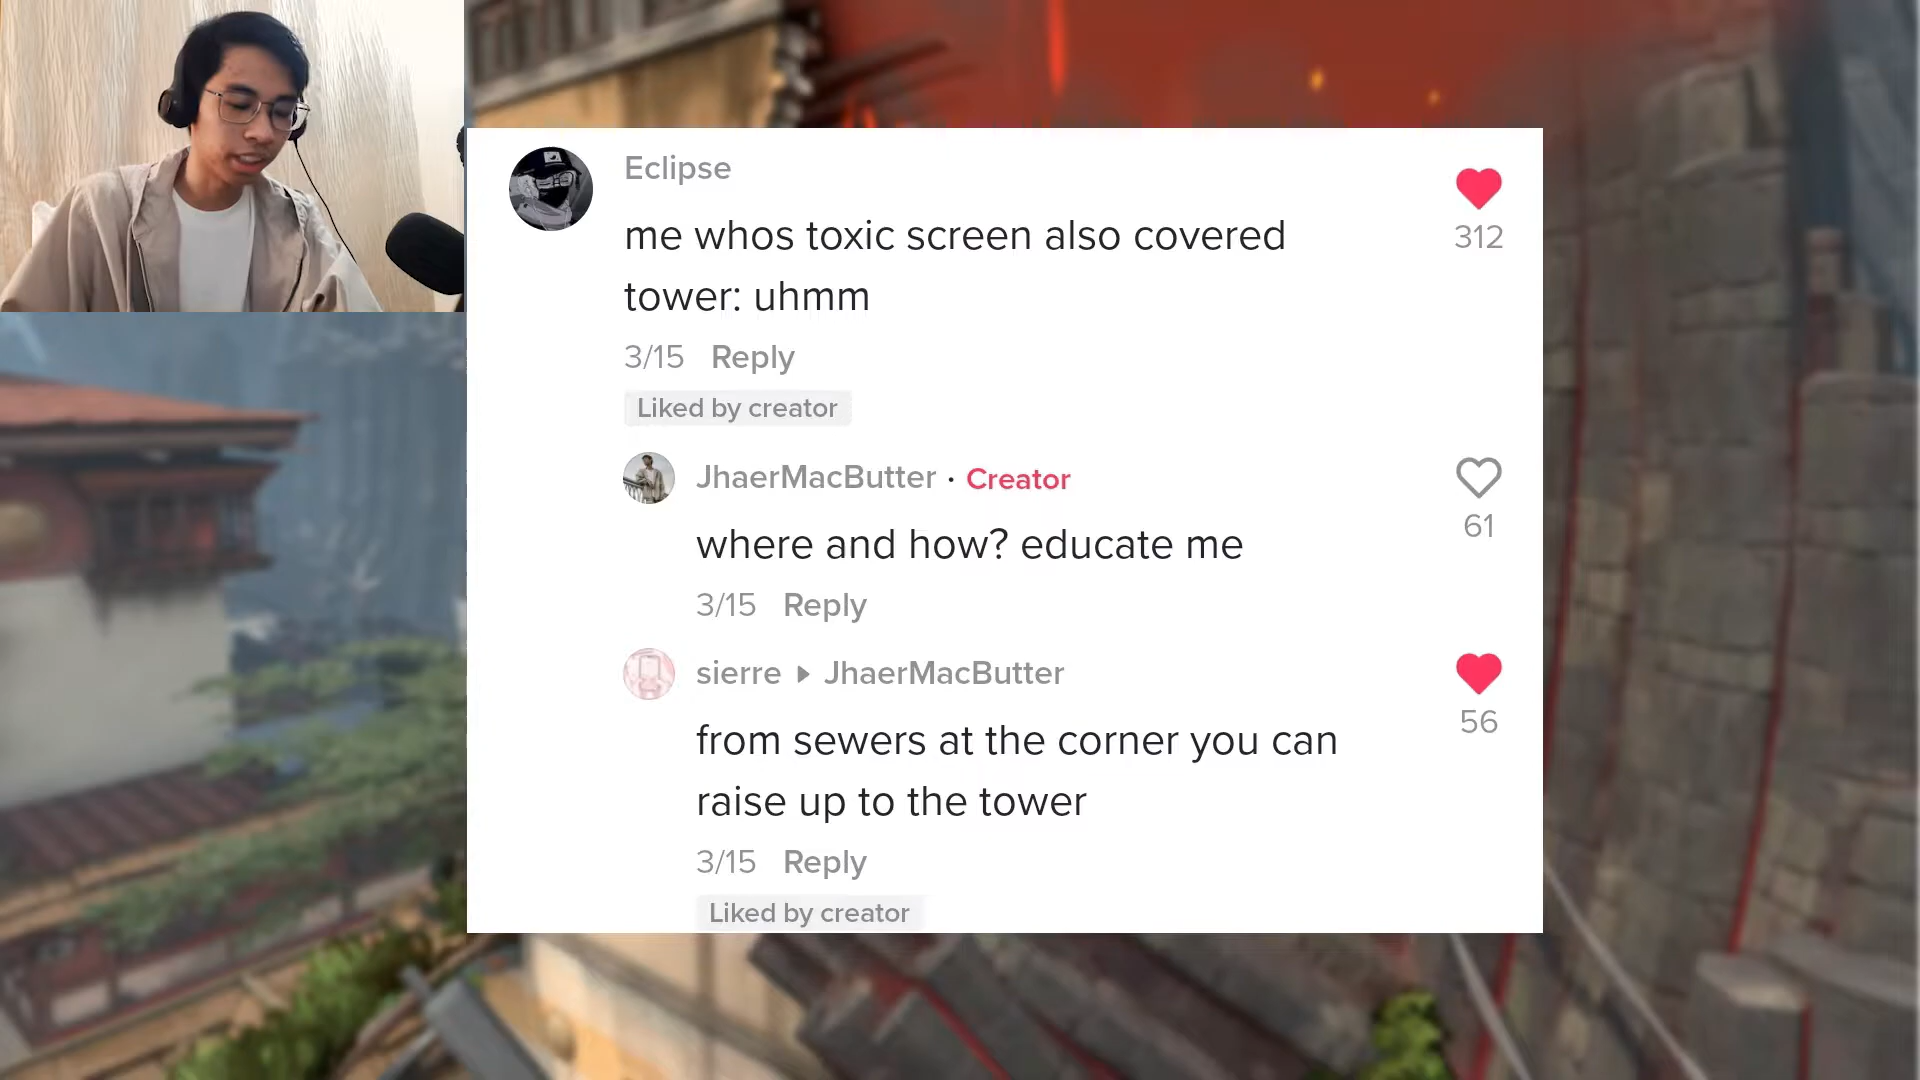 Eclipse
me whos toxic screen also covered
tower: uhmm
312
3/15 Reply
Liked by creator
JhaerMacButter · Creator
where and how? educate me
61
3/15 Reply
sierre ▸ JhaerMacButter
from sewers at the corner you can
raise up to the tower
56
3/15 Reply
Liked by creator